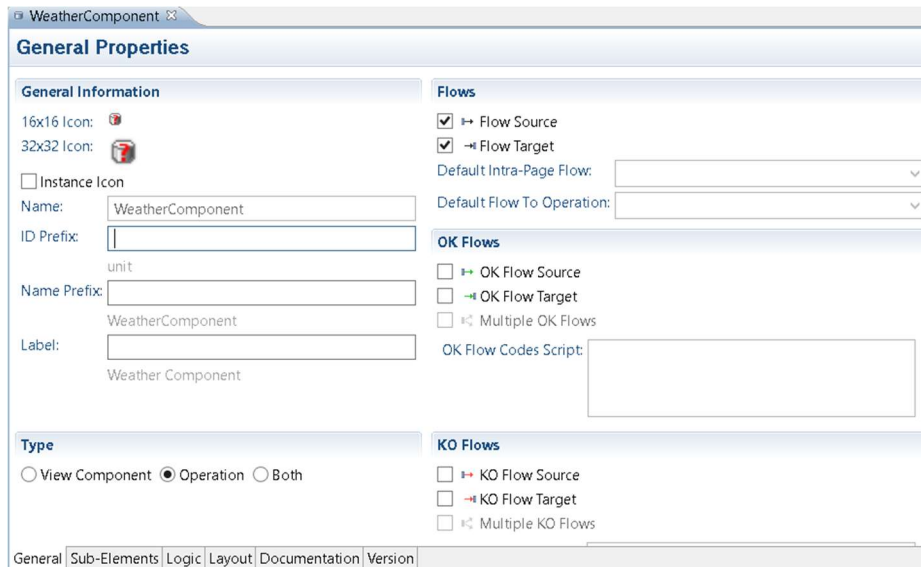 WeatherComponent
General Properties
General Information
16x16 Icon:
32x32 Icon:
Instance Icon
Name: WeatherComponent
ID Prefix:
unit
Name Prefix:
WeatherComponent
Label:
Weather Component
Type
View Component Operation Both
Flows
Flow Source
Flow Target
Default Intra-Page Flow:
Default Flow To Operation:
OK Flows
OK Flow Source
OK Flow Target
Multiple OK Flows
OK Flow Codes Script:
KO Flows
KO Flow Source
KO Flow Target
Multiple KO Flows
General Sub-Elements Logic Layout Documentation Version